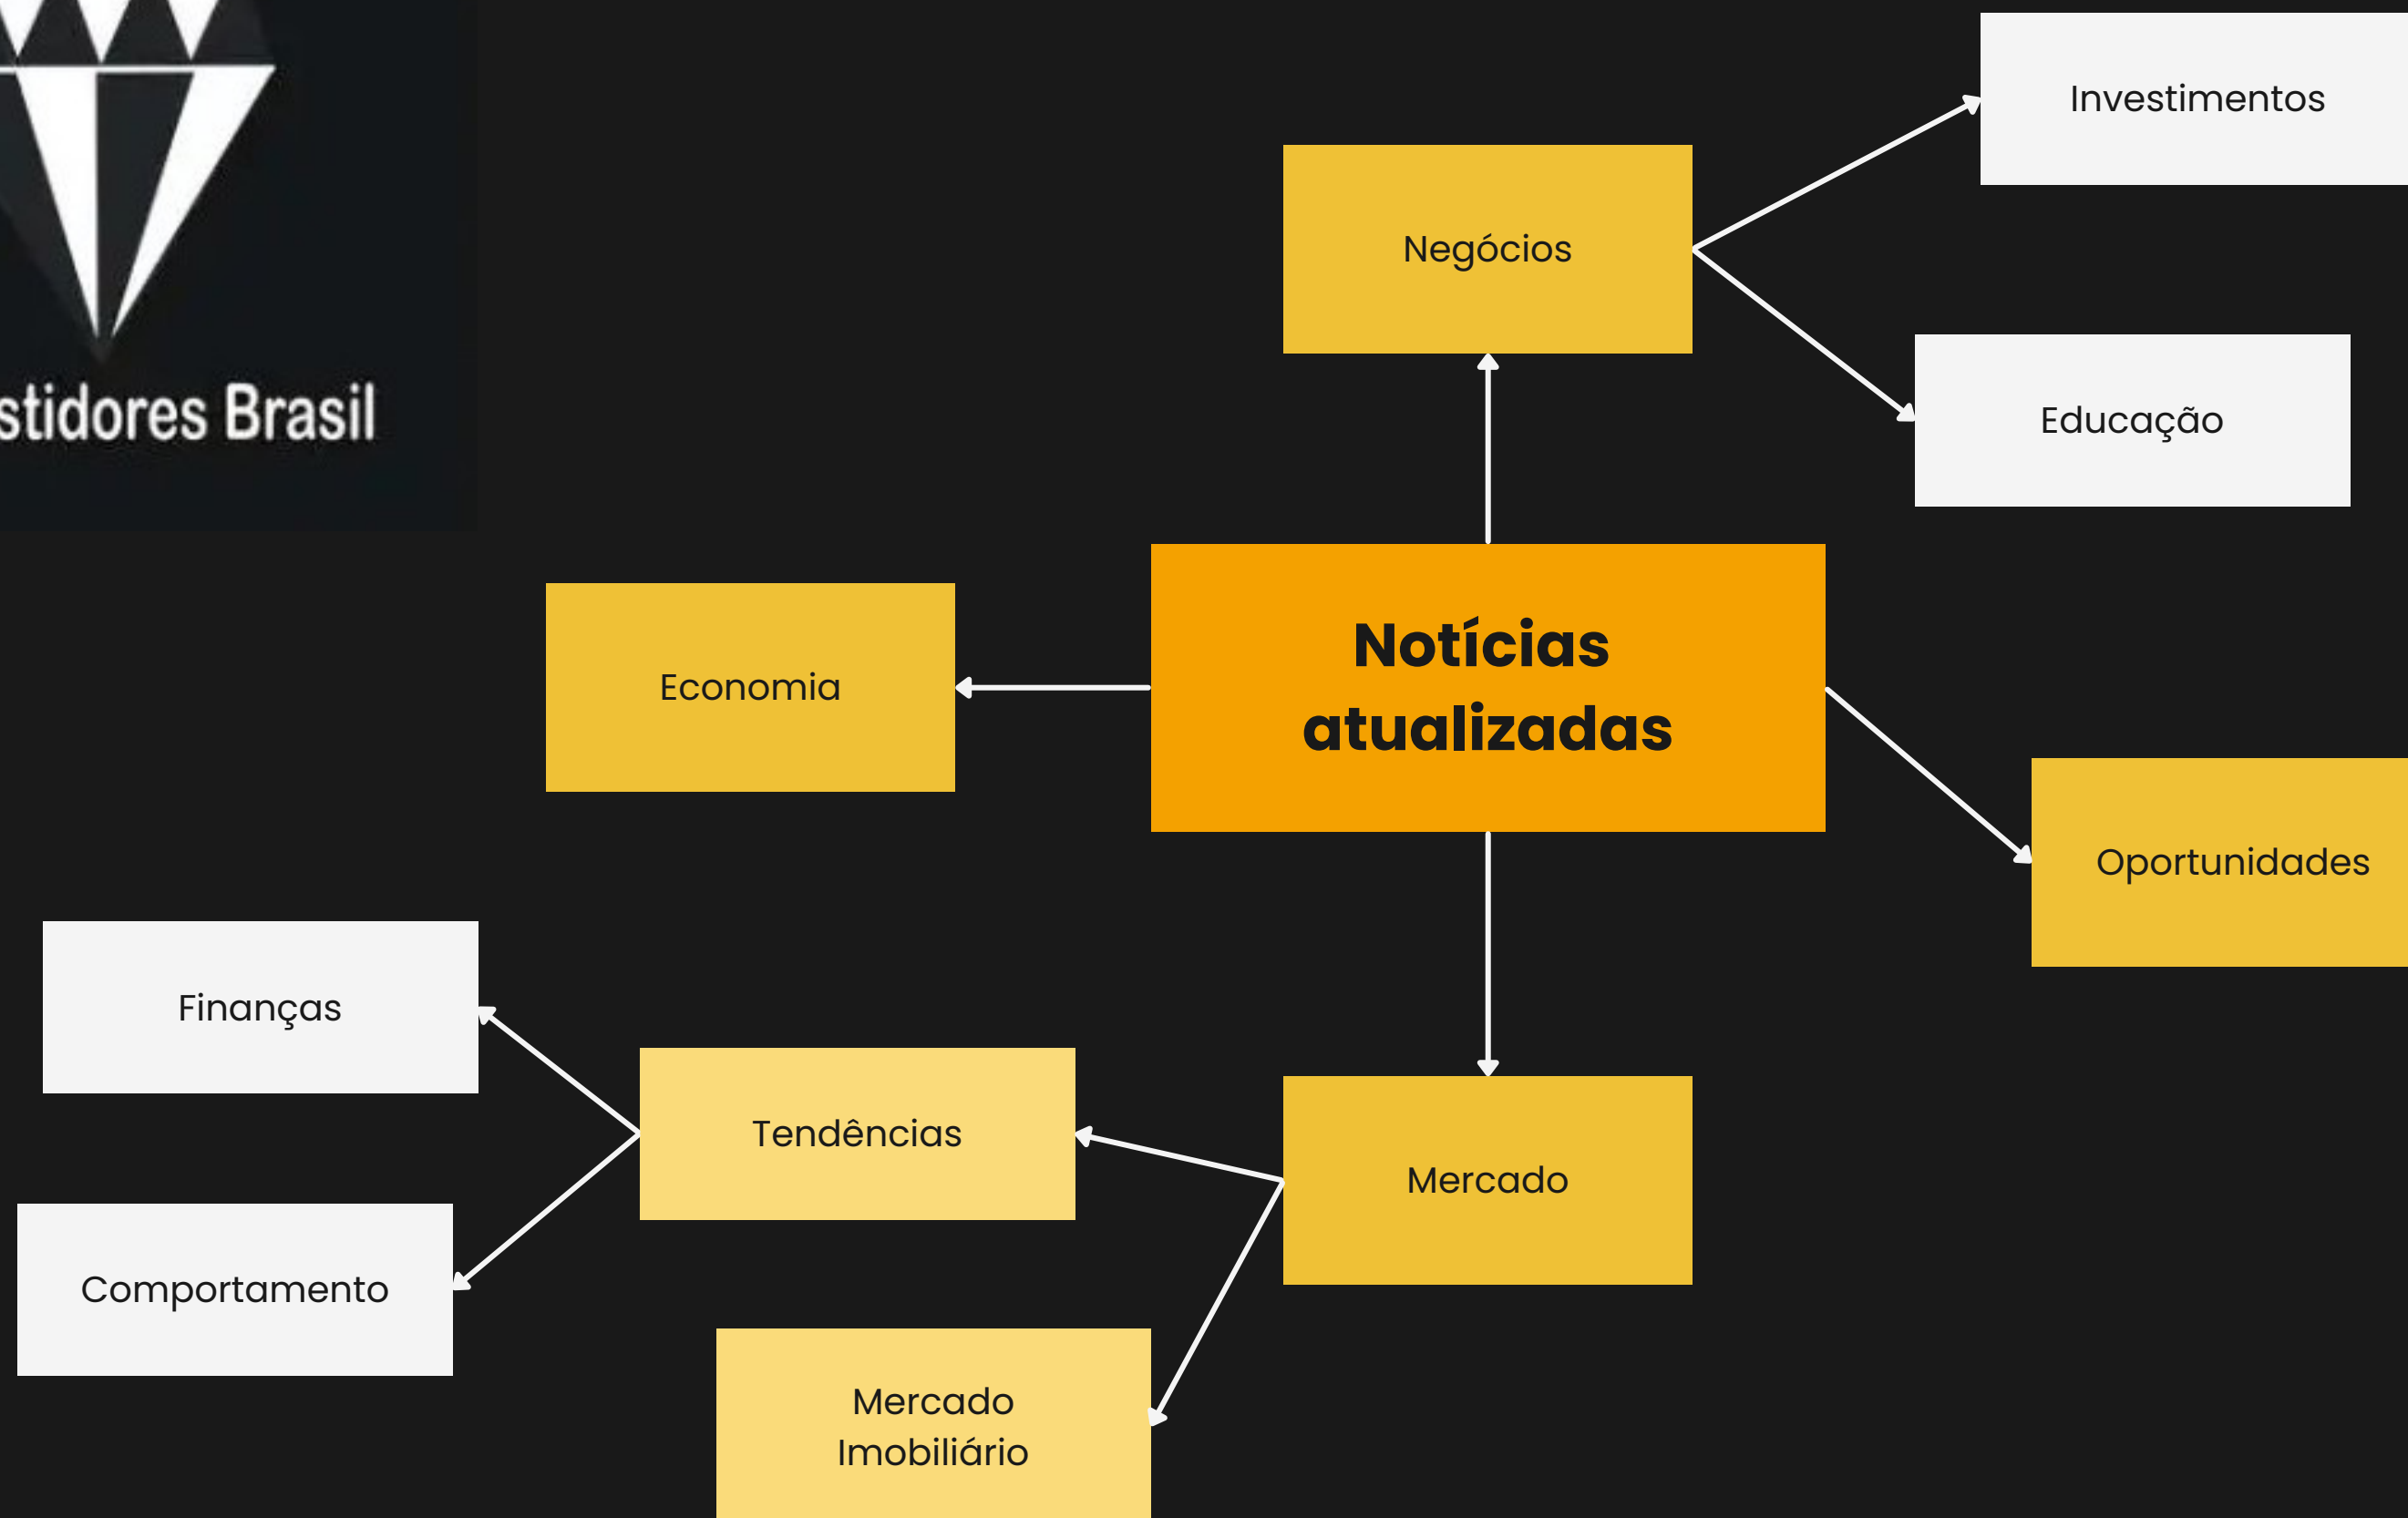 Investimentos
Negócios
Educação
stidores Brasil
Notícias
atualizadas
Economia
Oportunidades
Finanças
Tendências
Mercado
Comportamento
Mercado
Imobiliário